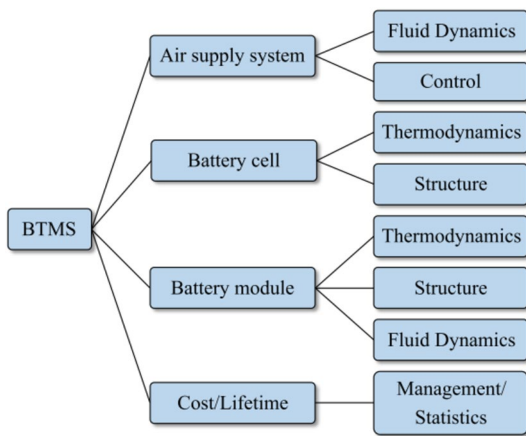 Fluid Dynamics
Air supply system
Control
Thermodynamics
Battery cell
Structure
BTMS
Thermodynamics
Battery module
Structure
Fluid Dynamics
Cost/Lifetime
Management/
Statistics